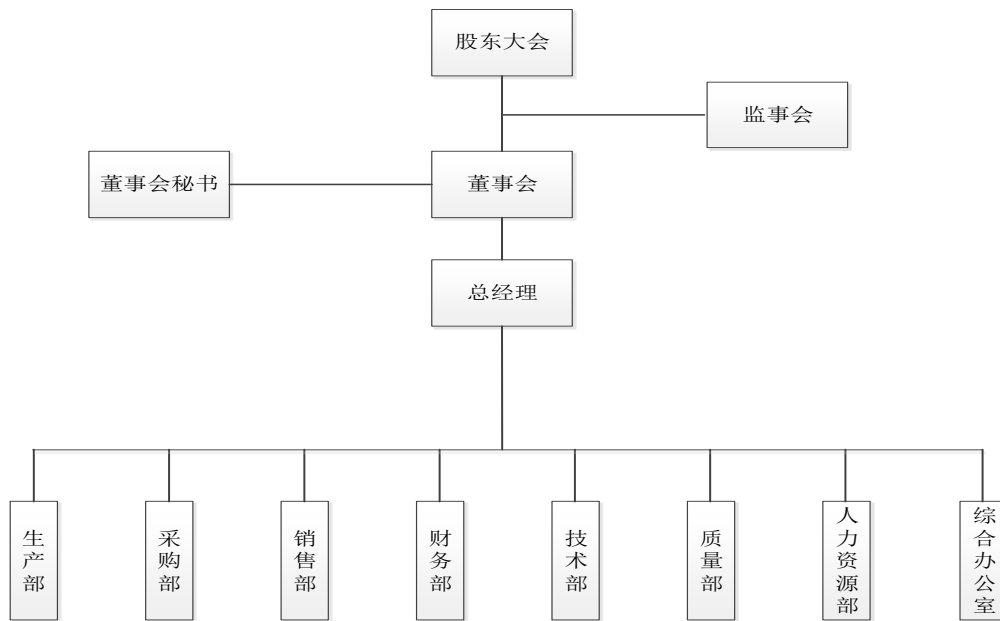 股东大会
监事会
董事会秘书
董事会
总经理
生产部
采购部
销售部
财务部
技术部
质量部
人力资源部
综合办公室